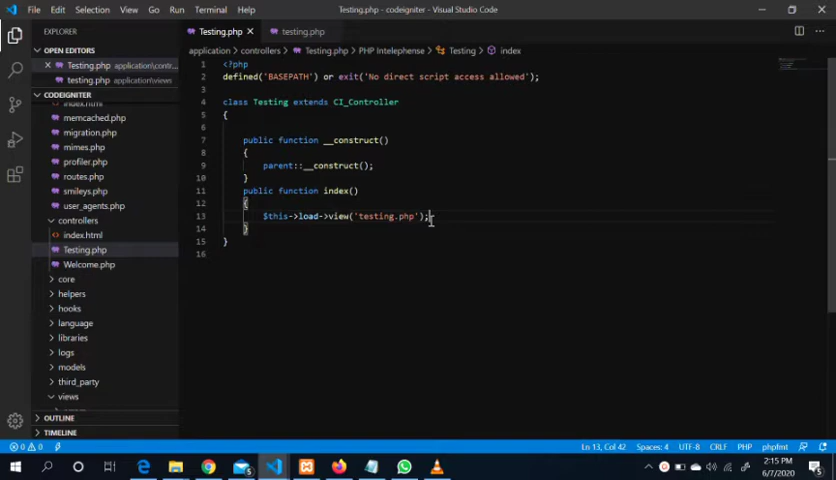 File Edit Selection View Go Run Terminal Help
Testing.php - codeigniter - Visual Studio Code
EXPLORER
OPEN EDITORS
Testing.php application\contr...
testing.php application\views
CODEIGNITER
index.html
memcached.php
migration.php
mimes.php
profiler.php
routes.php
smileys.php
user_agents.php
controllers
index.html
Testing.php
Welcome.php
core
helpers
hooks
language
libraries
logs
models
third_party
views
OUTLINE
TIMELINE
Testing.php testing.php
application > controllers > Testing.php > PHP Intelephense > Testing > index
1 <?php
2 defined('BASEPATH') or exit('No direct script access allowed');
3
4 class Testing extends CI_Controller
5 {
6
7 public function __construct()
8 {
9 parent::__construct();
10 }
11 public function index()
12 {
13 $this->load->view('testing.php');
14 }
15 }
16
0 0 Ln 13, Col 42 Spaces: 4 UTF-8 CRLF PHP phpfmt
2:15 PM
6/7/2020